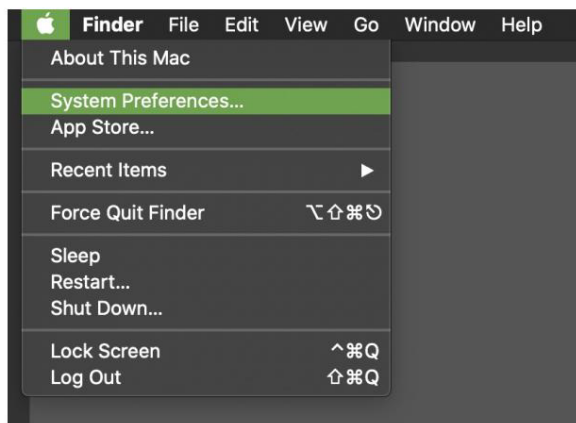 Finder File Edit View Go Window Help
About This Mac
System Preferences...
App Store...
Recent Items ▶
Force Quit Finder ⌥⇧⌘⎋
Sleep
Restart...
Shut Down...
Lock Screen ^⌘Q
Log Out ⇧⌘Q